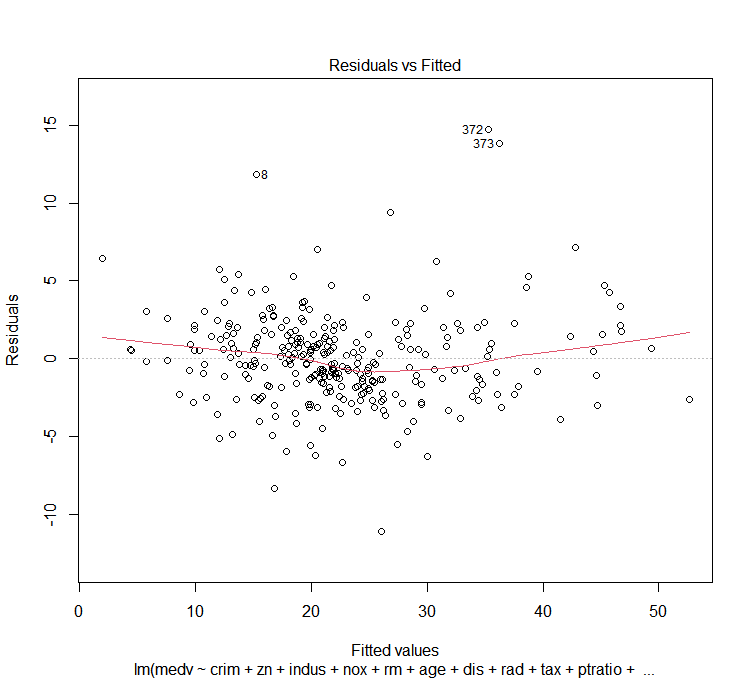 Residuals vs Fitted
15
372
373
8
10
5
0
-5
-10
Residuals
0 10 20 30 40 50
Fitted values
lm(medv ~ crim + zn + indus + nox + rm + age + dis + rad + tax + ptratio + ...